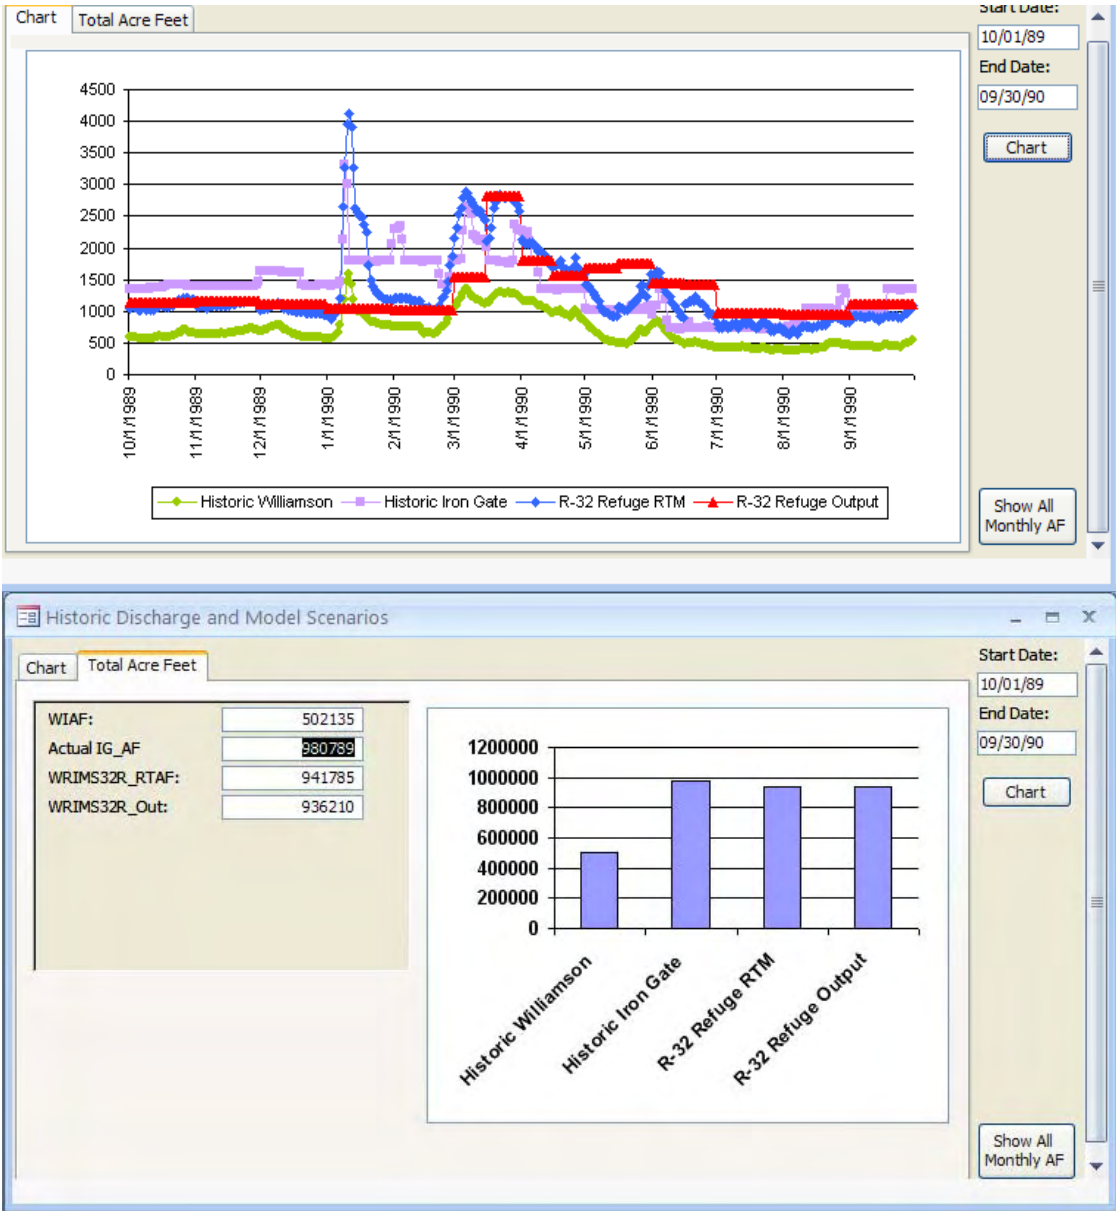 Chart Total Acre Feet
Start Date:
10/01/89
End Date:
09/30/90
Chart
4500
4000
3500
3000
2500
2000
1500
1000
500
0
10/1/1989 11/1/1989 12/1/1989 1/1/1990 2/1/1990 3/1/1990 4/1/1990 5/1/1990 6/1/1990 7/1/1990 8/1/1990 9/1/1990
Historic Williamson Historic Iron Gate R-32 Refuge RTM R-32 Refuge Output
Show All
Monthly AF
Historic Discharge and Model Scenarios
Chart Total Acre Feet
Start Date:
10/01/89
End Date:
09/30/90
Chart
WIAF: 502135
Actual IG_AF 980789
WRIMS32R_RTAF: 941785
WRIMS32R_Out: 936210
1200000
1000000
800000
600000
400000
200000
0
Historic Williamson
Historic Iron Gate
R-32 Refuge RTM
R-32 Refuge Output
Show All
Monthly AF